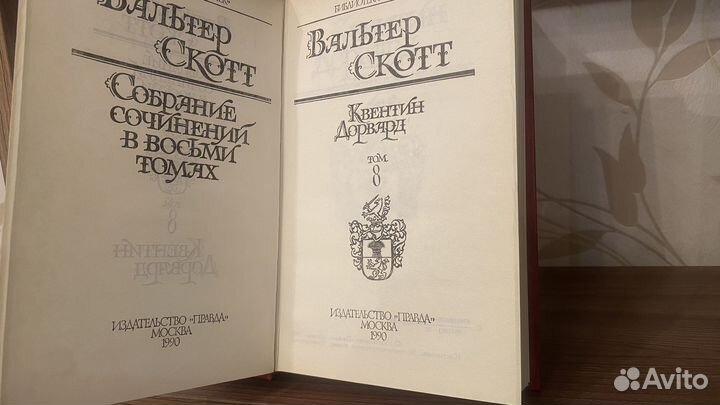 ВАЛЬТЕР
СКОТТ
СОБРАНИЕ
СОЧИНЕНИЙ
В ВОСЬМИ
ТОМАХ
ИЗДАТЕЛЬСТВО «ПРАВДА»
МОСКВА
1990
ВАЛЬТЕР
СКОТТ
КВЕНТИН
ДОРВАРД
ТОМ
8
ИЗДАТЕЛЬСТВО «ПРАВДА»
МОСКВА
1990
Avito